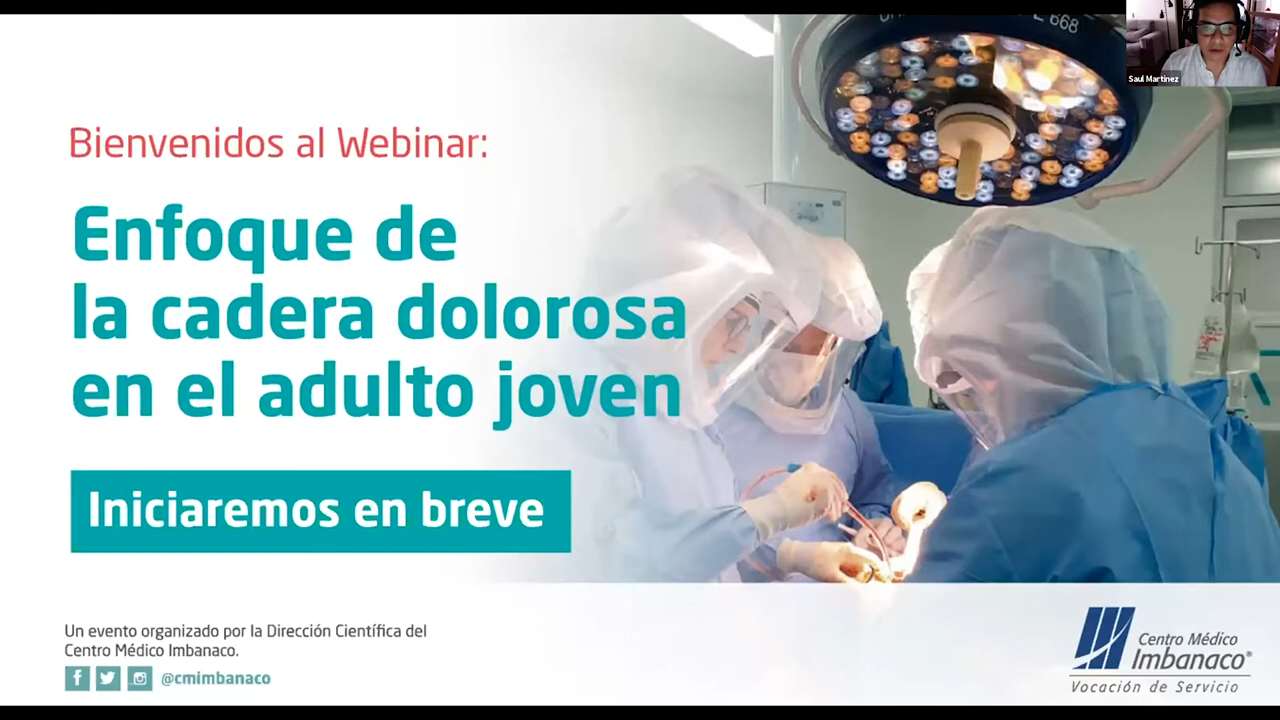 668
Saul Martinez
Bienvenidos al Webinar:
Enfoque de
la cadera dolorosa
en el adulto joven
Iniciaremos en breve
Un evento organizado por la Dirección Científica del
Centro Médico Imbanaco.
@cmimbanaco
Centro Médico
Imbanaco®
Vocación de Servicio